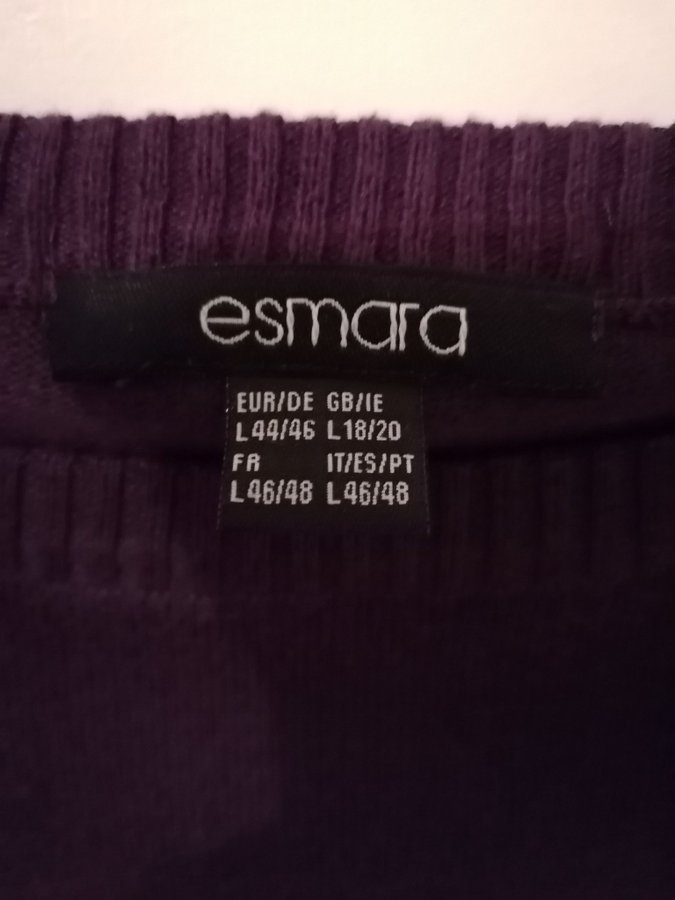 esmara
EUR/DE GB/IE
L44/46 L18/20
FR IT/ES/PT
L46/48 L46/48